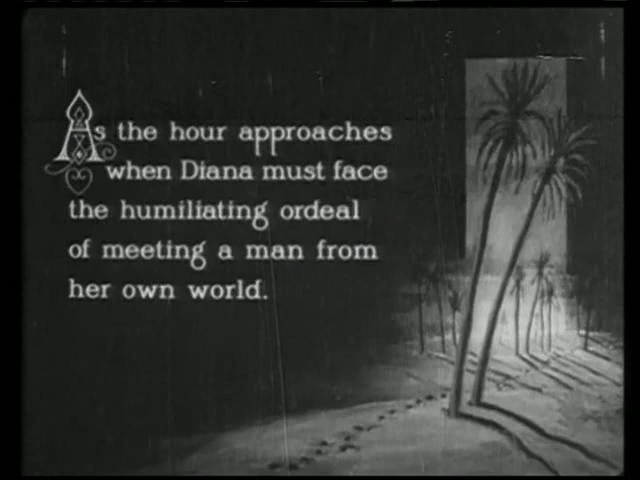 As the hour approaches
when Diana must face
the humiliating ordeal
of meeting a man from
her own world.